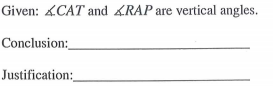 Given: ∡CAT and ∡RAP are vertical angles.
Conclusion:
Justification: